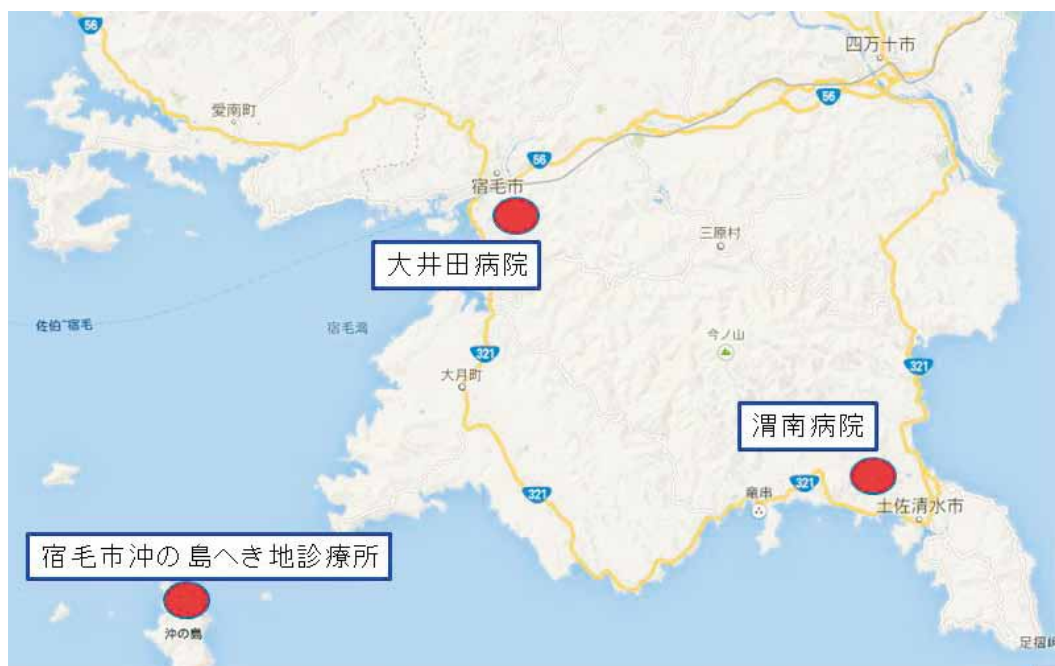 56
四万十市
愛南町
56
56
宿毛市
三原村
大井田病院
佐伯~宿毛
宿毛湾
今ノ山
321
321
大月町
渭南病院
321
321
竜串
土佐清水市
宿毛市沖の島へき地診療所
沖の島
足摺岬